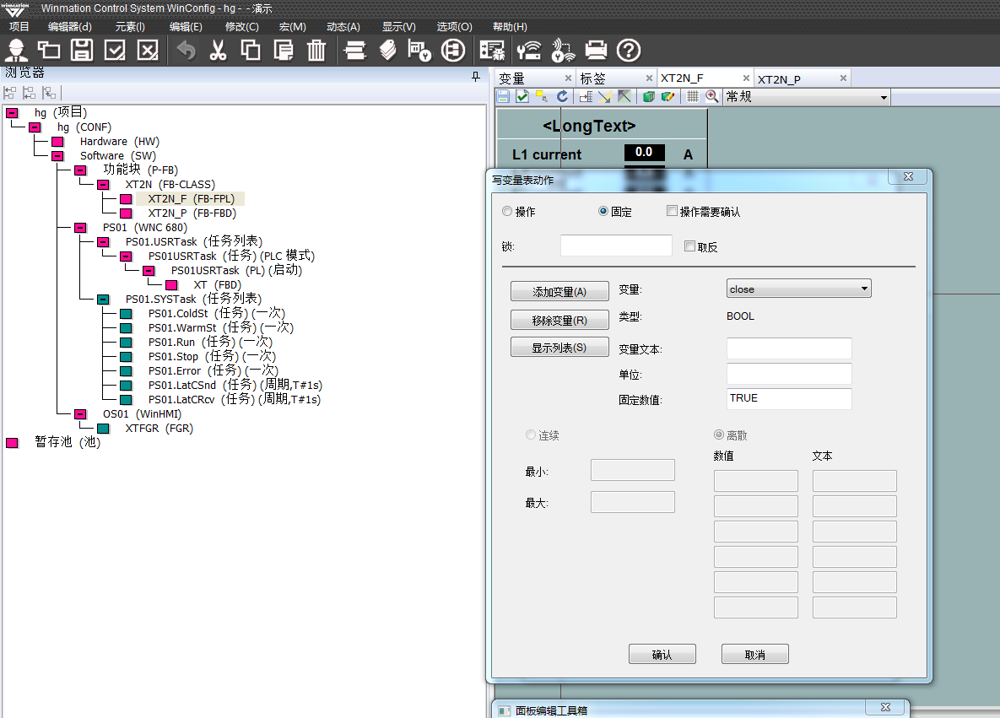 WINMATION Winmation Control System WinConfig - hg - - 演示
项目 编辑器(d) 元素(l) 编辑(E) 修改(C) 宏(M) 动态(A) 显示(V) 选项(O) 帮助(H)
浏览器
变量 标签 XT2N_F XT2N_P
常规
hg (项目)
hg (CONF)
Hardware (HW)
Software (SW)
功能块 (P-FB)
XT2N (FB-CLASS)
XT2N_F (FB-FPL)
XT2N_P (FB-FBD)
PS01 (WNC 680)
PS01.USRTask (任务列表)
PS01USRTask (任务) (PLC 模式)
PS01USRTask (PL) (启动)
XT (FBD)
PS01.SYSTask (任务列表)
PS01.ColdSt (任务) (一次)
PS01.WarmSt (任务) (一次)
PS01.Run (任务) (一次)
PS01.Stop (任务) (一次)
PS01.Error (任务) (一次)
PS01.LatCSnd (任务) (周期,T#1s)
PS01.LatCRcv (任务) (周期,T#1s)
OS01 (WinHMI)
XTFGR (FGR)
暂存池 (池)
<LongText>
L1 current 0.0 A
写变量表动作
操作 固定 操作需要确认
锁: 取反
添加变量(A) 变量: close
移除变量(R) 类型: BOOL
显示列表(S) 变量文本:
单位:
固定数值: TRUE
连续 离散
数值 文本
最小:
最大:
确认 取消
面板编辑工具箱